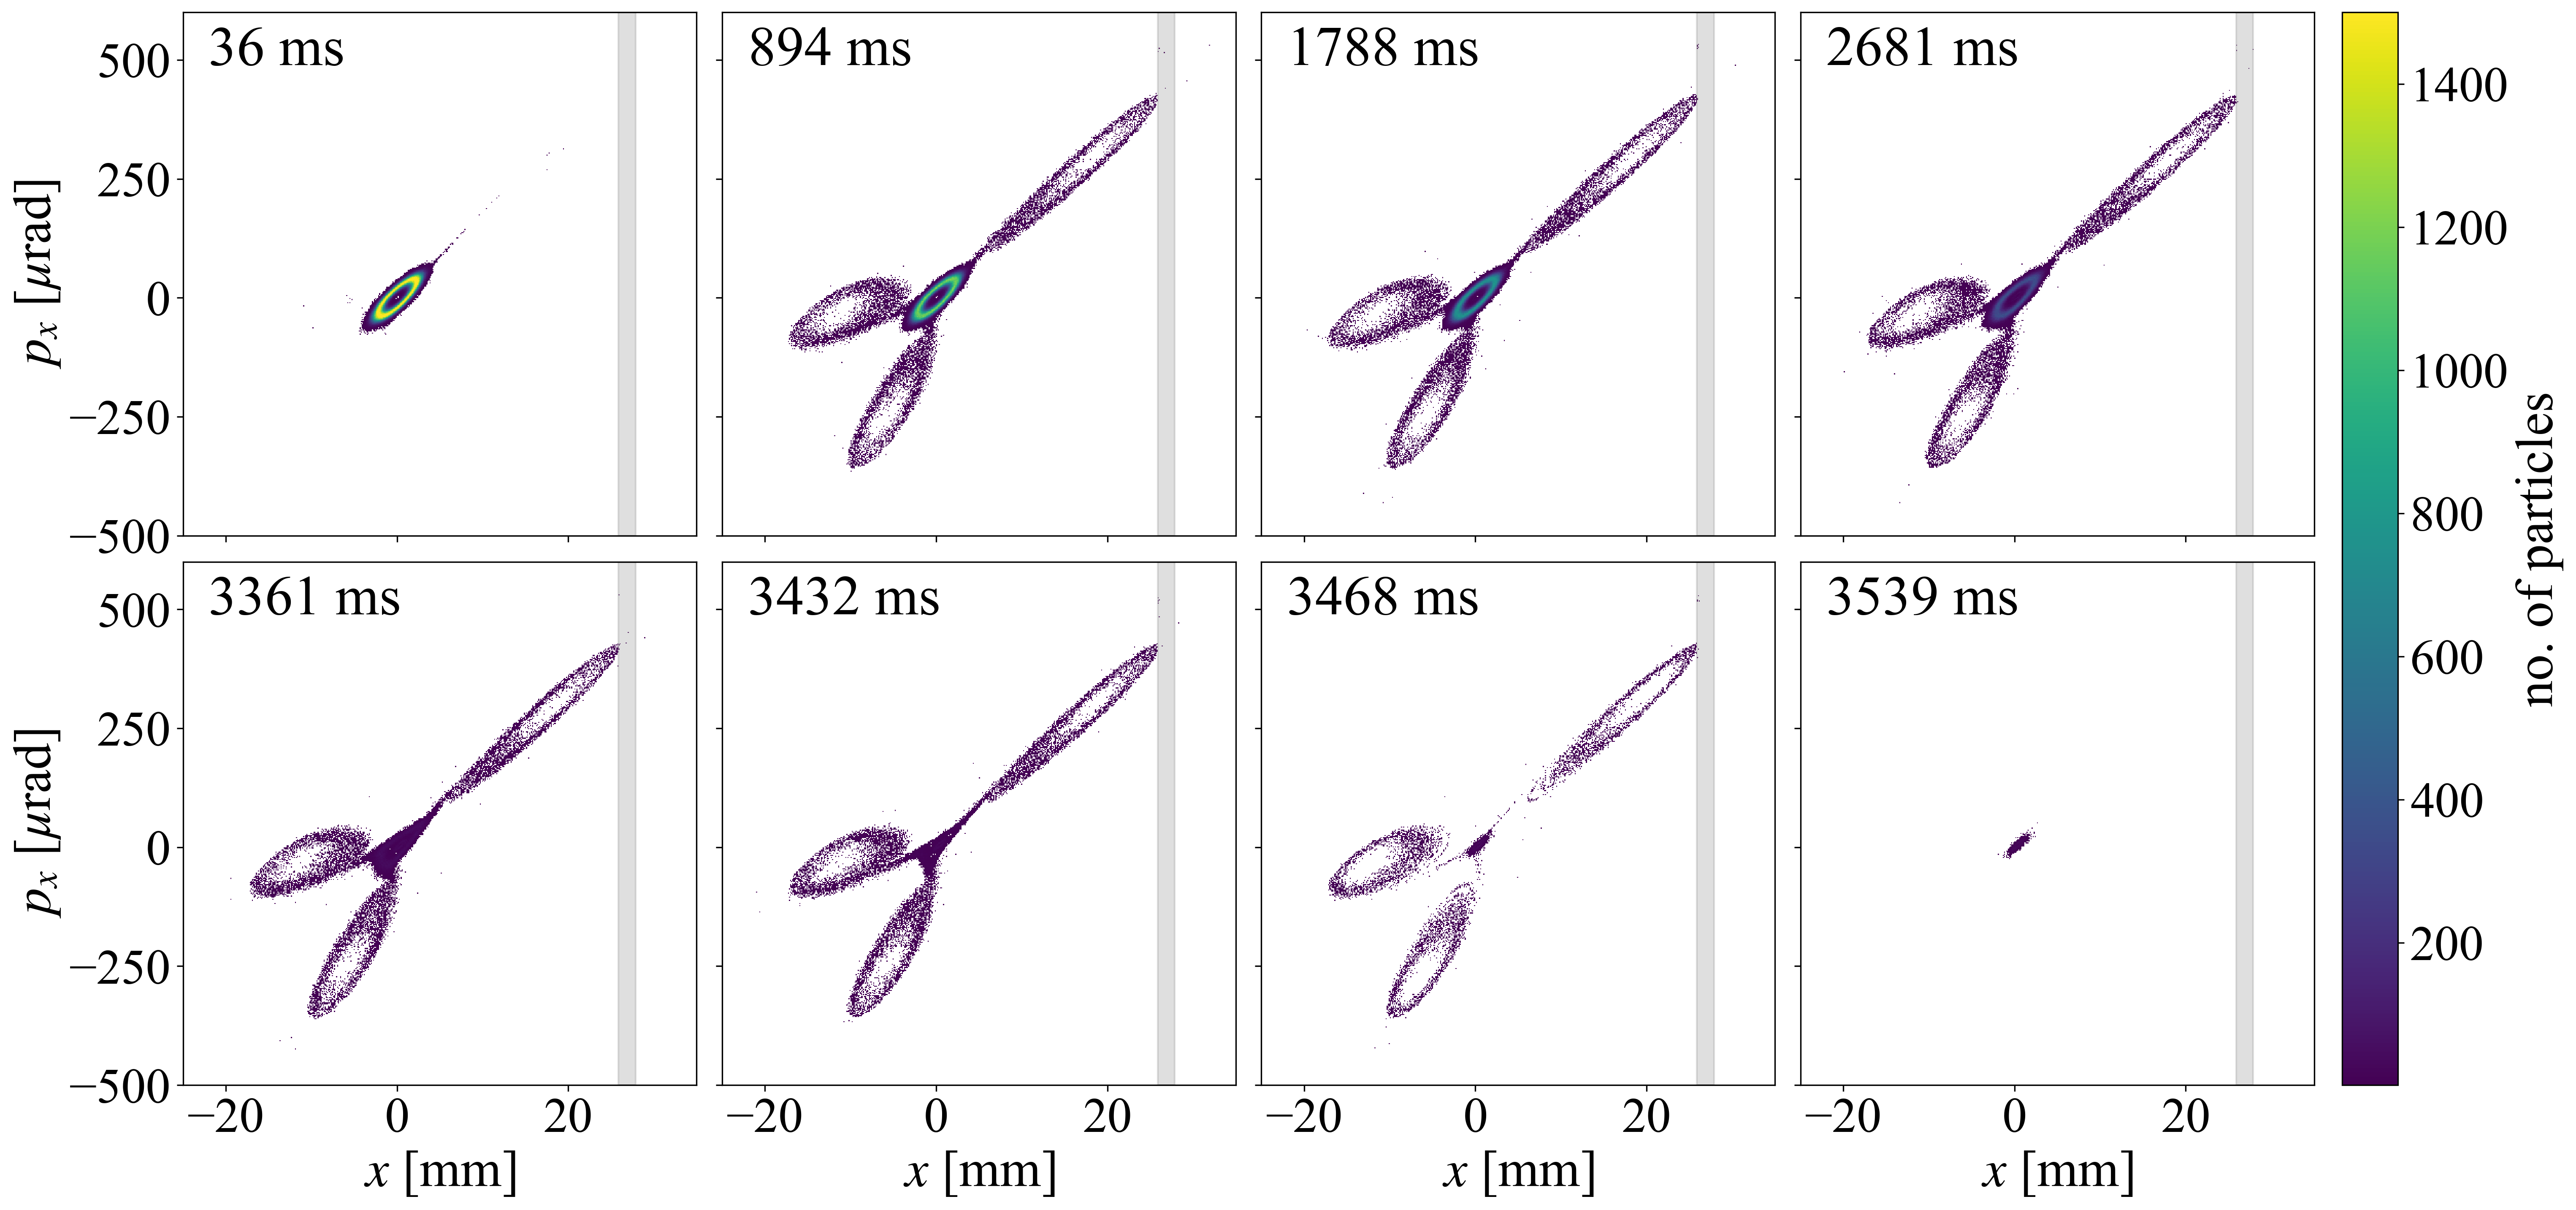 36 ms
894 ms
1788 ms
2681 ms
500
250
0
−250
−500
p_x [μrad]
1400
1200
1000
800
600
400
200
no. of particles
3361 ms
3432 ms
3468 ms
3539 ms
500
250
0
−250
−500
p_x [μrad]
−20 0 20
−20 0 20
−20 0 20
−20 0 20
x [mm]
x [mm]
x [mm]
x [mm]